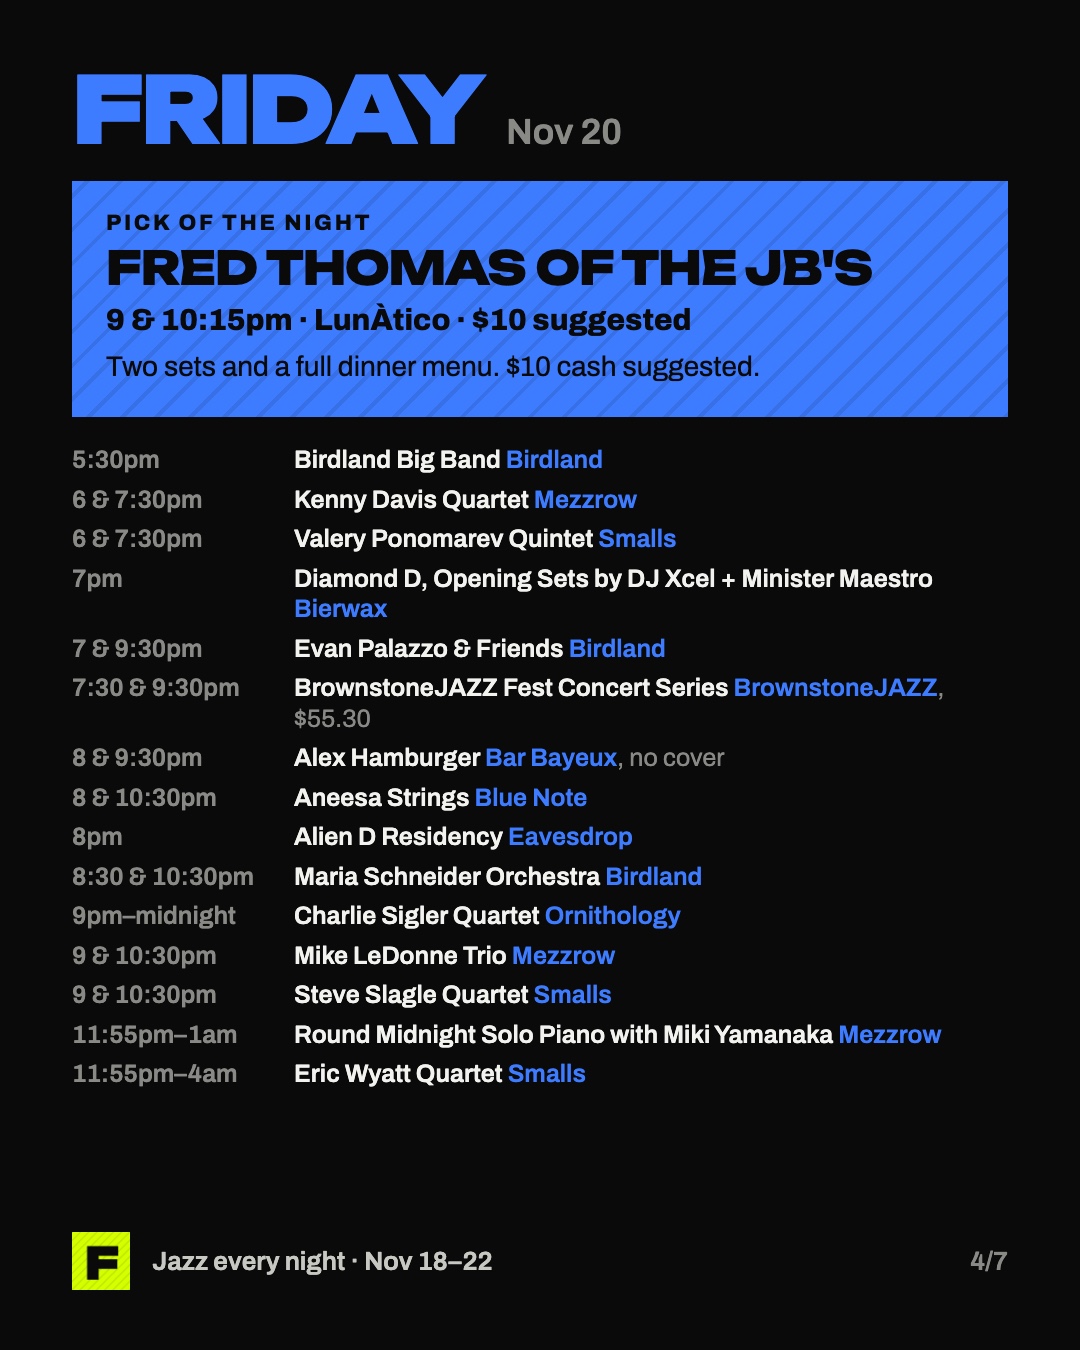 FRIDAY Nov 20
PICK OF THE NIGHT
FRED THOMAS OF THE JB'S
9 & 10:15pm · LunÀtico · $10 suggested
Two sets and a full dinner menu. $10 cash suggested.
5:30pm Birdland Big Band Birdland
6 & 7:30pm Kenny Davis Quartet Mezzrow
6 & 7:30pm Valery Ponomarev Quintet Smalls
7pm Diamond D, Opening Sets by DJ Xcel + Minister Maestro
Bierwax
7 & 9:30pm Evan Palazzo & Friends Birdland
7:30 & 9:30pm BrownstoneJAZZ Fest Concert Series BrownstoneJAZZ,
$55.30
8 & 9:30pm Alex Hamburger Bar Bayeux, no cover
8 & 10:30pm Aneesa Strings Blue Note
8pm Alien D Residency Eavesdrop
8:30 & 10:30pm Maria Schneider Orchestra Birdland
9pm–midnight Charlie Sigler Quartet Ornithology
9 & 10:30pm Mike LeDonne Trio Mezzrow
9 & 10:30pm Steve Slagle Quartet Smalls
11:55pm–1am Round Midnight Solo Piano with Miki Yamanaka Mezzrow
11:55pm–4am Eric Wyatt Quartet Smalls
F Jazz every night · Nov 18–22 4/7